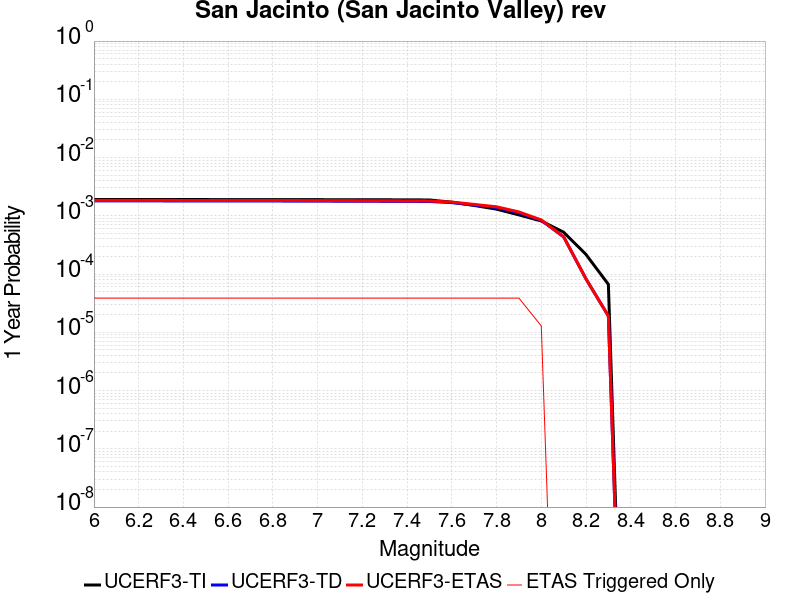 San Jacinto (San Jacinto Valley) rev
1 Year Probability
10^0
10^-1
10^-2
10^-3
10^-4
10^-5
10^-6
10^-7
10^-8
6 6.2 6.4 6.6 6.8 7 7.2 7.4 7.6 7.8 8 8.2 8.4 8.6 8.8 9
Magnitude
UCERF3-TI UCERF3-TD UCERF3-ETAS ETAS Triggered Only